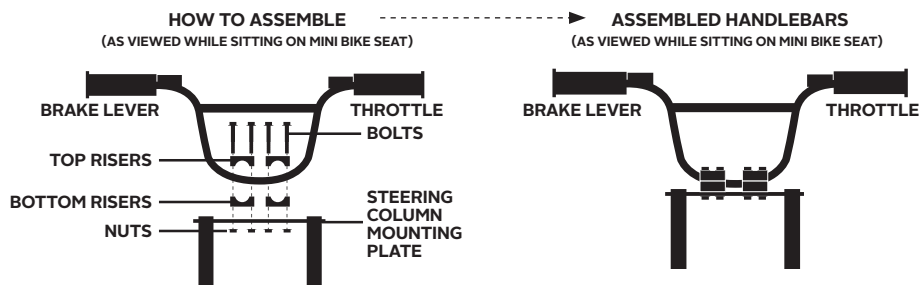 HOW TO ASSEMBLE
(AS VIEWED WHILE SITTING ON MINI BIKE SEAT)
BRAKE LEVER
THROTTLE
BOLTS
TOP RISERS
BOTTOM RISERS
NUTS
STEERING
COLUMN
MOUNTING
PLATE
ASSEMBLED HANDLEBARS
(AS VIEWED WHILE SITTING ON MINI BIKE SEAT)
BRAKE LEVER
THROTTLE